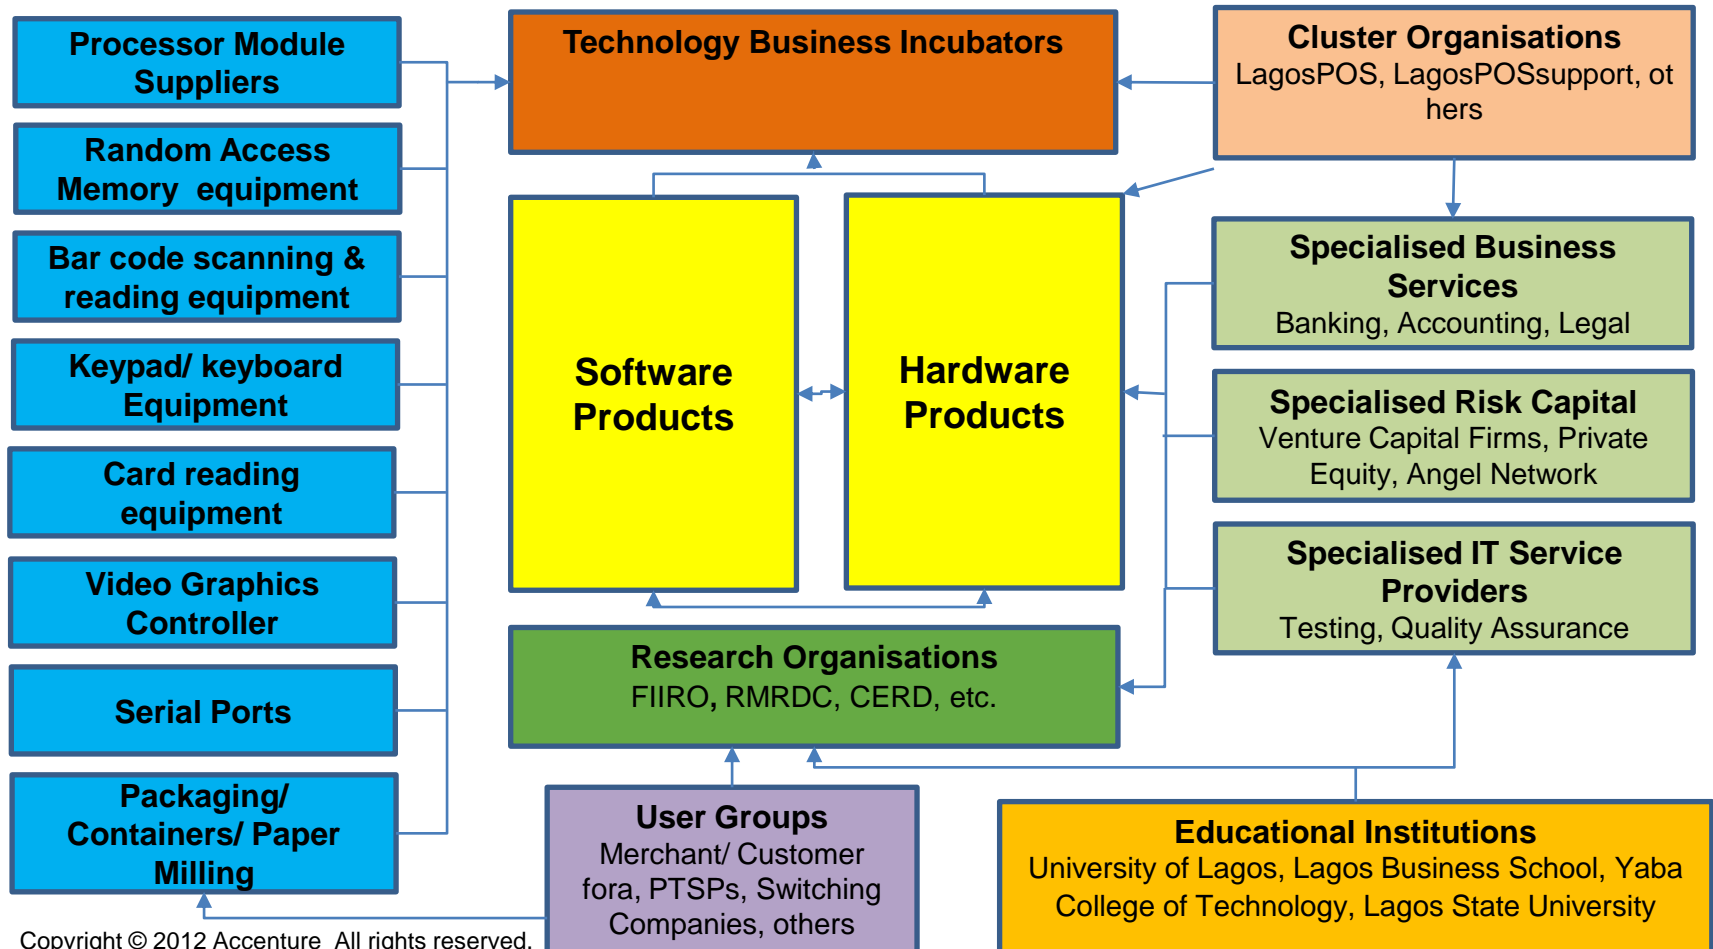 Processor Module
Suppliers
Random Access
Memory equipment
Bar code scanning &
reading equipment
Keypad/ keyboard
Equipment
Card reading
equipment
Video Graphics
Controller
Serial Ports
Packaging/
Containers/ Paper
Milling
Technology Business Incubators
Software
Products
Hardware
Products
Research Organisations
FIIRO, RMRDC, CERD, etc.
User Groups
Merchant/ Customer
fora, PTSPs, Switching
Companies, others
Cluster Organisations
LagosPOS, LagosPOSsupport, ot
hers
Specialised Business
Services
Banking, Accounting, Legal
Specialised Risk Capital
Venture Capital Firms, Private
Equity, Angel Network
Specialised IT Service
Providers
Testing, Quality Assurance
Educational Institutions
University of Lagos, Lagos Business School, Yaba
College of Technology, Lagos State University
Copyright © 2012 Accenture All rights reserved.